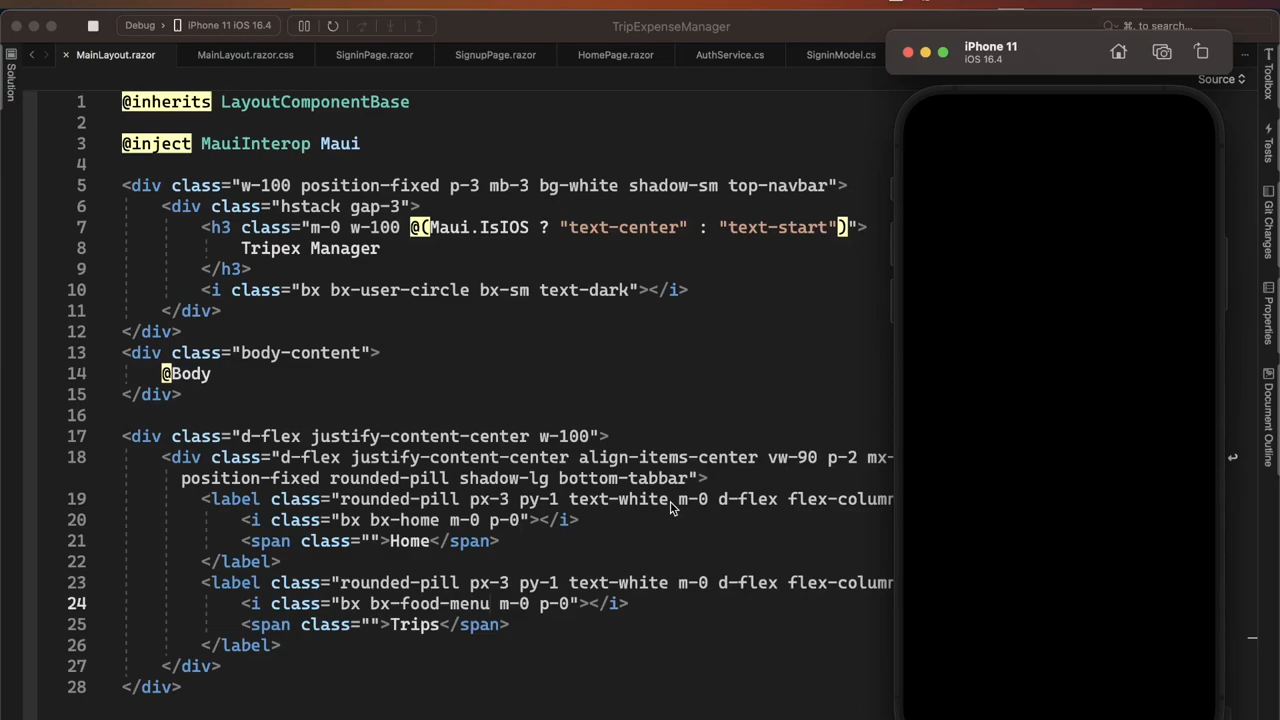 Debug
iPhone 11 iOS 16.4
TripExpenseManager
⌘, to search...
Solution
MainLayout.razor
MainLayout.razor.css
SigninPage.razor
SignupPage.razor
HomePage.razor
AuthService.cs
SigninModel.cs
Source
1 @inherits LayoutComponentBase
2
3 @inject MauiInterop Maui
4
5 <div class="w-100 position-fixed p-3 mb-3 bg-white shadow-sm top-navbar">
6 <div class="hstack gap-3">
7 <h3 class="m-0 w-100 @(Maui.IsIOS ? "text-center" : "text-start")">
8 Tripex Manager
9 </h3>
10 <i class="bx bx-user-circle bx-sm text-dark"></i>
11 </div>
12 </div>
13 <div class="body-content">
14 @Body
15 </div>
16
17 <div class="d-flex justify-content-center w-100">
18 <div class="d-flex justify-content-center align-items-center vw-90 p-2 mx-
position-fixed rounded-pill shadow-lg bottom-tabbar">
19 <label class="rounded-pill px-3 py-1 text-white m-0 d-flex flex-column
20 <i class="bx bx-home m-0 p-0"></i>
21 <span class="">Home</span>
22 </label>
23 <label class="rounded-pill px-3 py-1 text-white m-0 d-flex flex-column
24 <i class="bx bx-food-menu m-0 p-0"></i>
25 <span class="">Trips</span>
26 </label>
27 </div>
28 </div>
iPhone 11
iOS 16.4
Toolbox
Tests
Git Changes
Properties
Document Outline